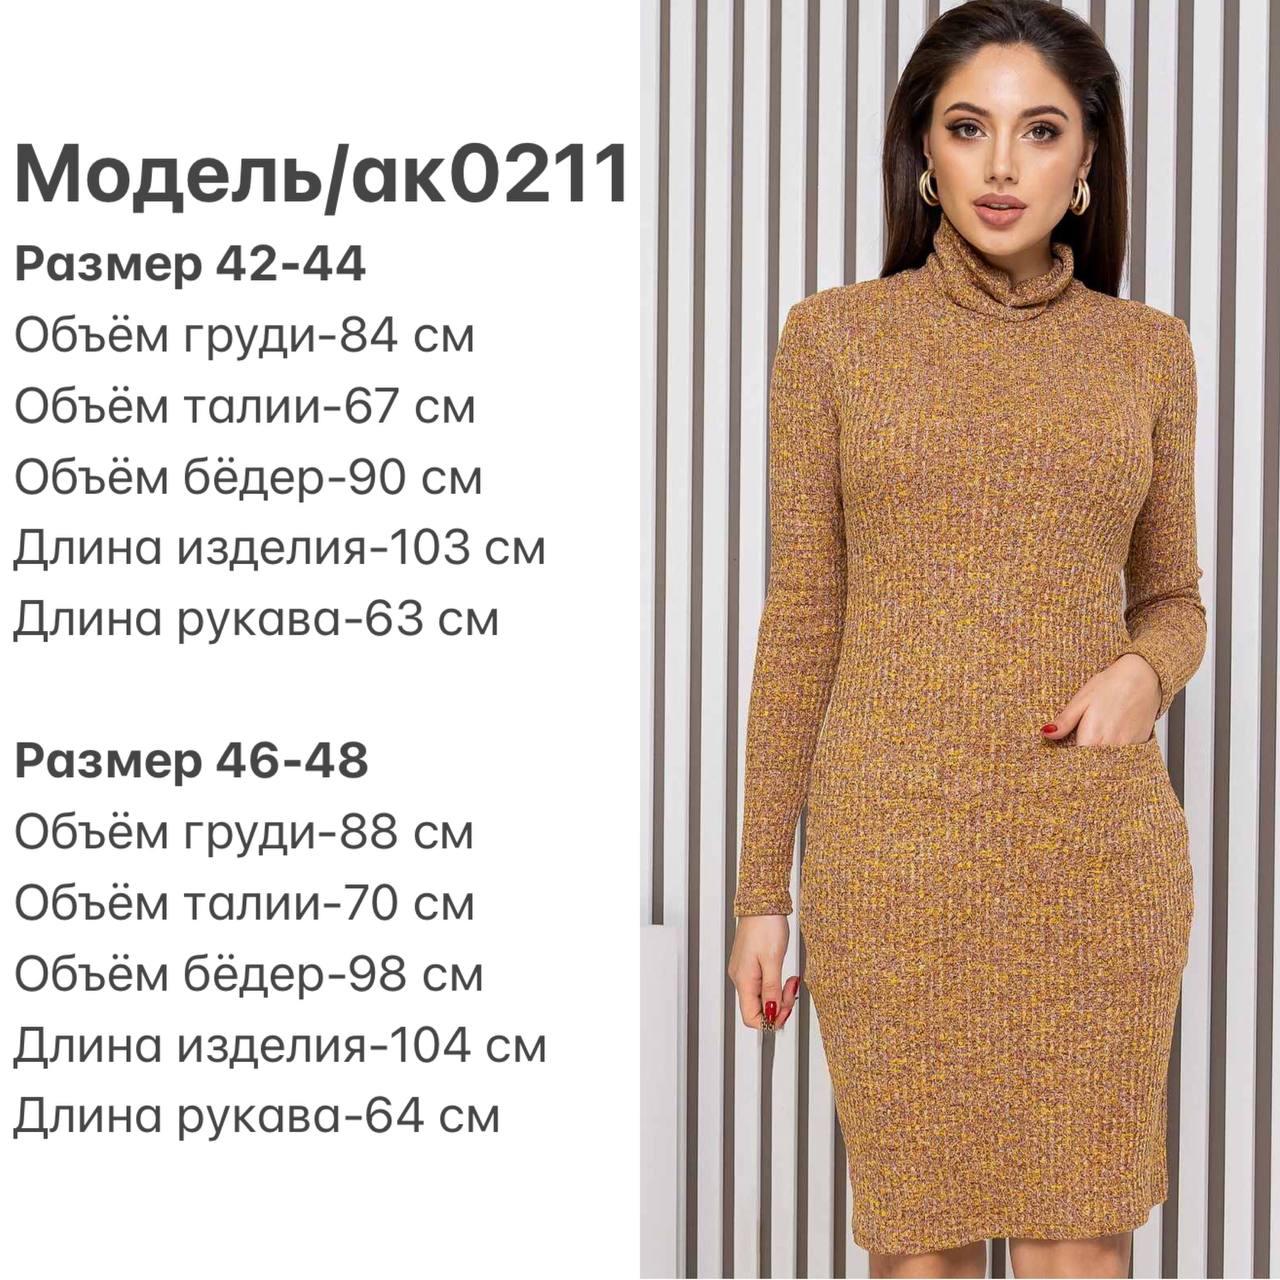 Модель/ак0211
Размер 42-44
Объём груди-84 см
Объём талии-67 см
Объём бёдер-90 см
Длина изделия-103 см
Длина рукава-63 см
Размер 46-48
Объём груди-88 см
Объём талии-70 см
Объём бёдер-98 см
Длина изделия-104 см
Длина рукава-64 см